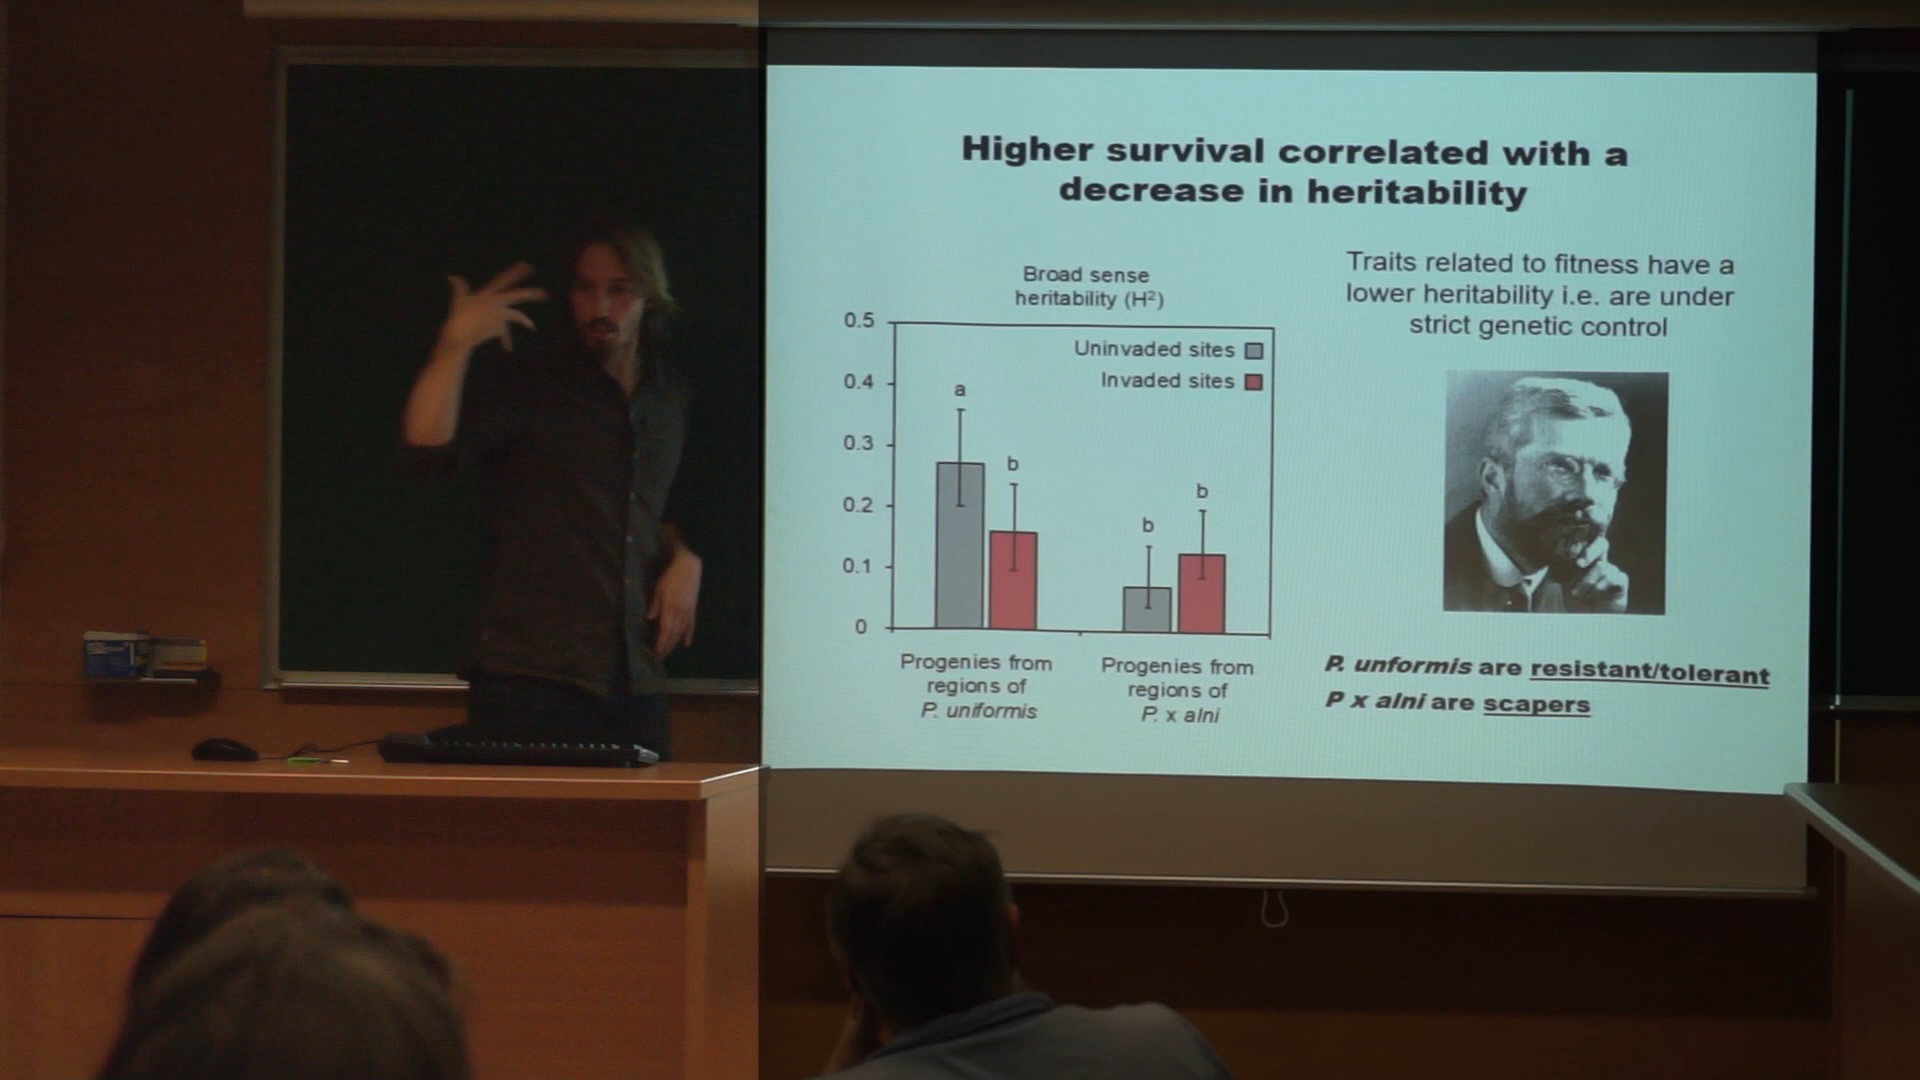 Higher survival correlated with a
decrease in heritability
Broad sense
heritability (H²)
Traits related to fitness have a
lower heritability i.e. are under
strict genetic control
0.5
0.4
0.3
0.2
0.1
0
Uninvaded sites
Invaded sites
a
b
b
b
Progenies from
regions of
P. uniformis
Progenies from
regions of
P. x alni
P. unformis are resistant/tolerant
P x alni are scapers